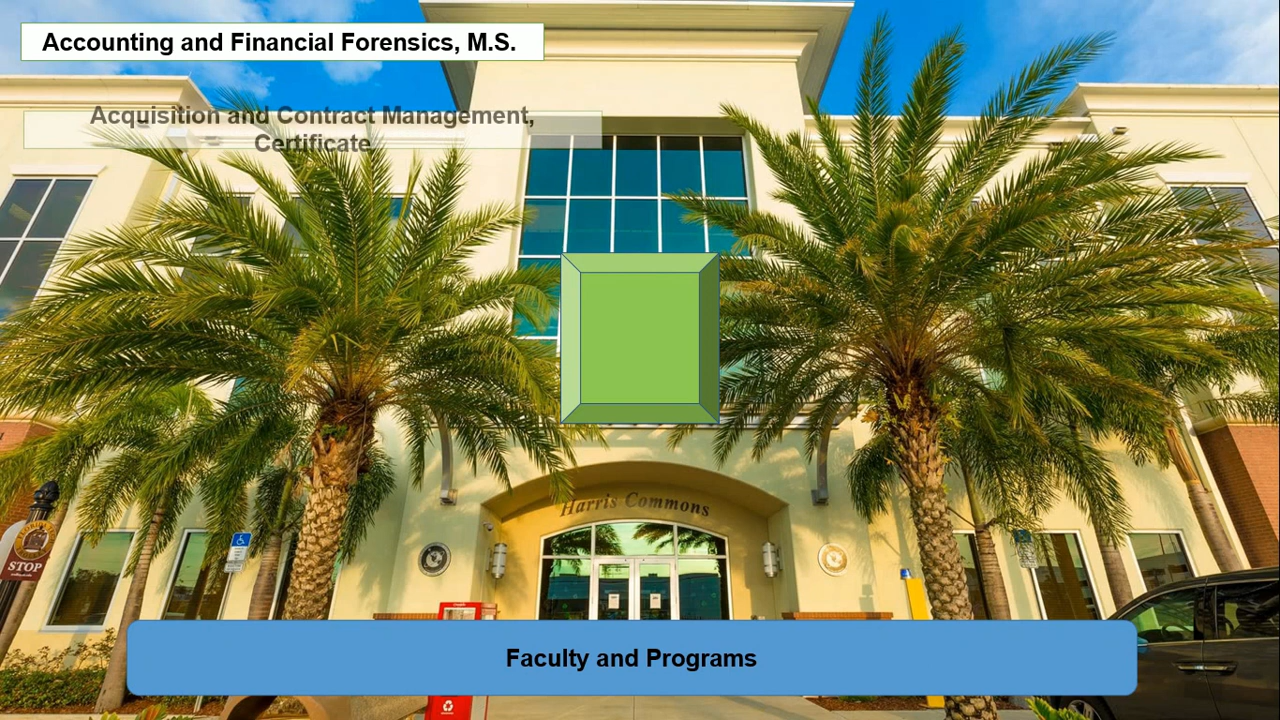 Accounting and Financial Forensics, M.S.
Acquisition and Contract Management,
Certificate
Harris Commons
STOP
Faculty and Programs